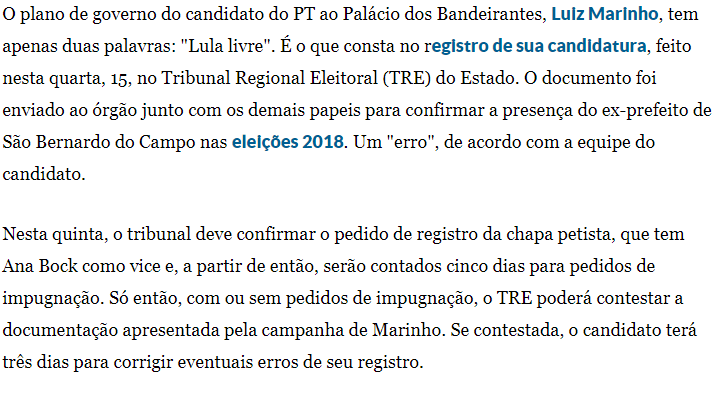 O plano de governo do candidato do PT ao Palácio dos Bandeirantes, Luiz Marinho, tem
apenas duas palavras: "Lula livre". É o que consta no registro de sua candidatura, feito
nesta quarta, 15, no Tribunal Regional Eleitoral (TRE) do Estado. O documento foi
enviado ao órgão junto com os demais papeis para confirmar a presença do ex-prefeito de
São Bernardo do Campo nas eleições 2018. Um "erro", de acordo com a equipe do
candidato.
Nesta quinta, o tribunal deve confirmar o pedido de registro da chapa petista, que tem
Ana Bock como vice e, a partir de então, serão contados cinco dias para pedidos de
impugnação. Só então, com ou sem pedidos de impugnação, o TRE poderá contestar a
documentação apresentada pela campanha de Marinho. Se contestada, o candidato terá
três dias para corrigir eventuais erros de seu registro.